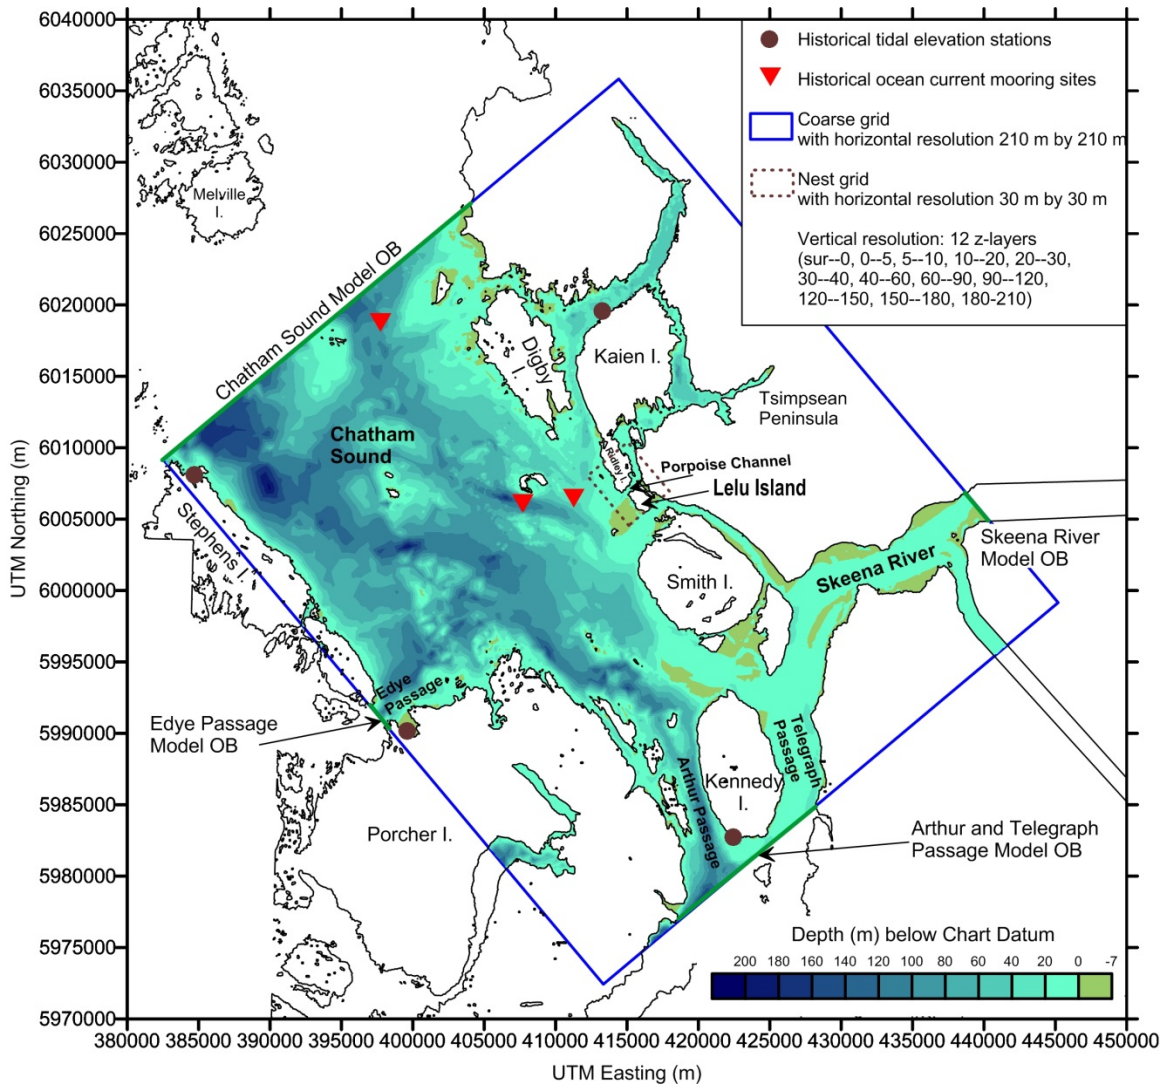 6040000
6035000
6030000
6025000
6020000
6015000
6010000
6005000
6000000
5995000
5990000
5985000
5980000
5975000
5970000
UTM Northing (m)
380000 385000 390000 395000 400000 405000 410000 415000 420000 425000 430000 435000 440000 445000 450000
UTM Easting (m)
Historical tidal elevation stations
Historical ocean current mooring sites
Coarse grid
with horizontal resolution 210 m by 210 m
Nest grid
with horizontal resolution 30 m by 30 m
Vertical resolution: 12 z-layers
(sur--0, 0--5, 5--10, 10--20, 20--30,
30--40, 40--60, 60--90, 90--120,
120--150, 150--180, 180-210)
Melville
I.
Chatham Sound Model OB
Digby
I.
Kaien I.
Tsimpsean
Peninsula
Chatham
Sound
Ridley I.
Porpoise Channel
Lelu Island
Stephens I.
Smith I.
Skeena River
Skeena River
Model OB
Edye
Passage
Edye Passage
Model OB
Telegraph
Passage
Kennedy
I.
Arthur Passage
Porcher I.
Arthur and Telegraph
Passage Model OB
Depth (m) below Chart Datum
200 180 160 140 120 100 80 60 40 20 0 -7